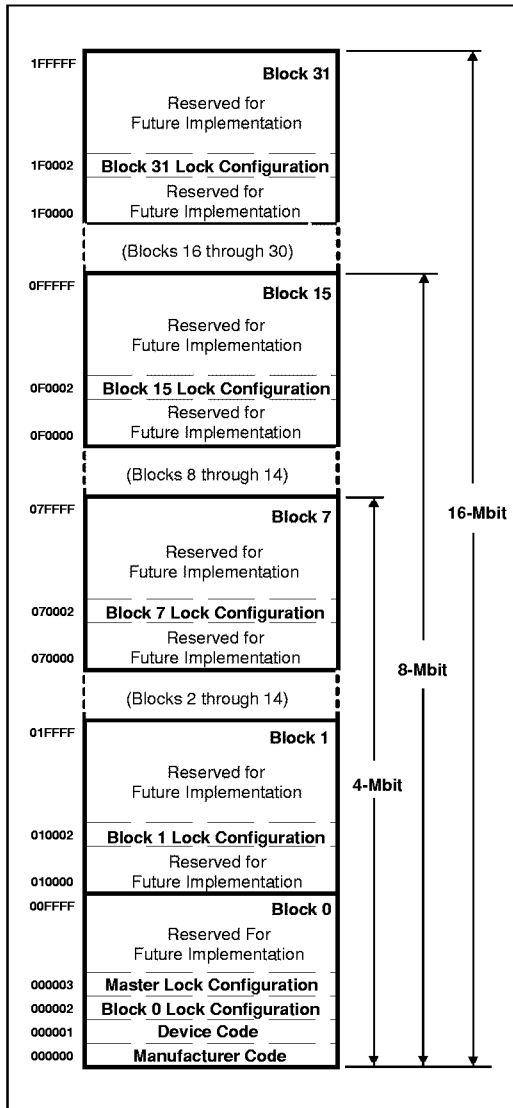 1FFFFF
Block 31
Reserved for
Future Implementation
1F0002
Block 31 Lock Configuration
Reserved for
1F0000
Future Implementation
(Blocks 16 through 30)
0FFFFF
Block 15
Reserved for
Future Implementation
0F0002
Block 15 Lock Configuration
Reserved for
0F0000
Future Implementation
(Blocks 8 through 14)
07FFFF
Block 7
16-Mbit
Reserved for
Future Implementation
070002
Block 7 Lock Configuration
Reserved for
070000
Future Implementation
8-Mbit
(Blocks 2 through 14)
01FFFF
Block 1
Reserved for
Future Implementation
4-Mbit
010002
Block 1 Lock Configuration
Reserved for
010000
Future Implementation
00FFFF
Block 0
Reserved For
Future Implementation
000003
Master Lock Configuration
000002
Block 0 Lock Configuration
000001
Device Code
000000
Manufacturer Code